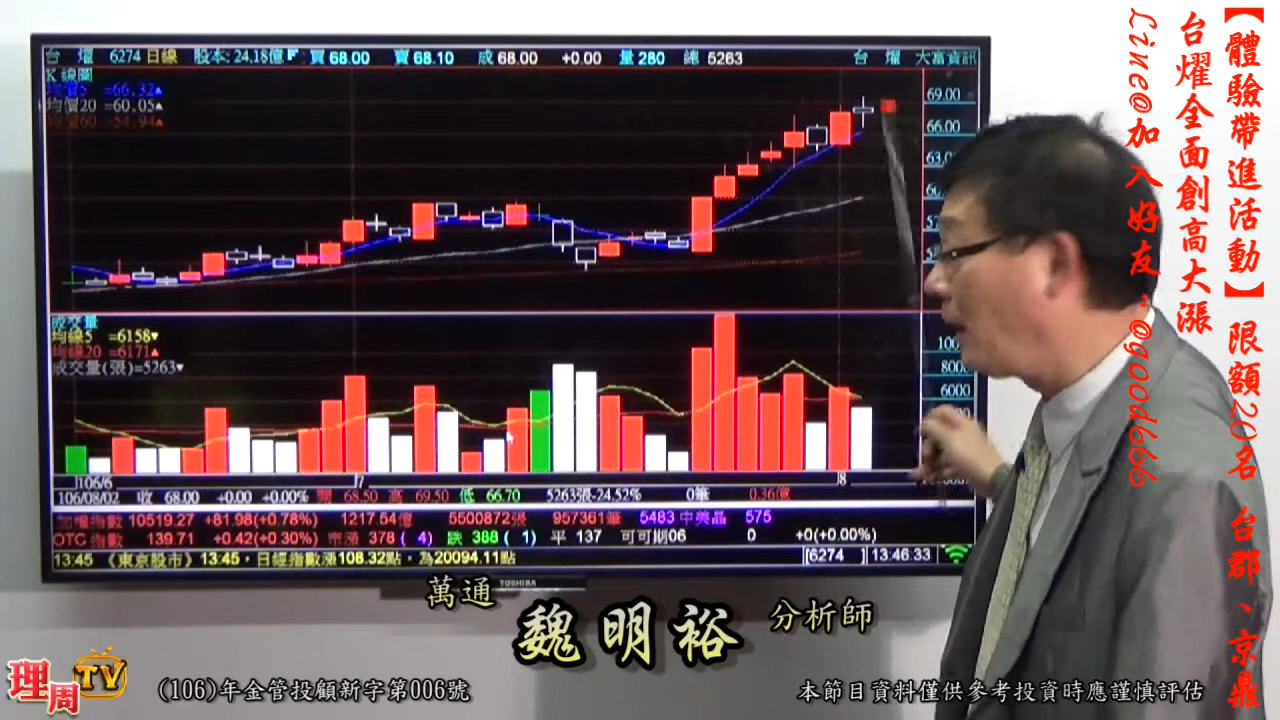 台 燿 6274 日線 股本: 24.18億 買 68.00 賣 68.10 成 68.00 +0.00 量 280 總 5263 台 燿 大富資訊
K 線圖
均價5 =66.32▲
均價20 =60.05▲
均價60 =54.94▲
69.00
66.00
成交量
均線5 =6158▼
均線20 =6171▲
成交量(張)=5263▼
8000
6000
106/6 7 8
106/08/02 收 68.00 +0.00 +0.00% 開 68.50 高 69.50 低 66.70 5263張-24.52% 0筆 0.36億
加權指數 10519.27 +81.98(+0.78%) 1217.54億 5500872張 957361筆 5483 中美晶 575
OTC 指數 139.71 +0.42(+0.30%) 市漲 378 ( 4) 跌 388 ( 1) 平 137 可可期06 0 +0(+0.00%)
13:45 《東京股市》13:45，日經指數漲108.32點，為20094.11點 [6274 ] 13:46:33
TOSHIBA
【體驗帶進活動】限額20名 台郡、京鼎
台燿全面創高大漲
Line@加入好友：@good666
萬通 魏明裕 分析師
理周TV
(106)年金管投顧新字第006號
本節目資料僅供參考投資時應謹慎評估